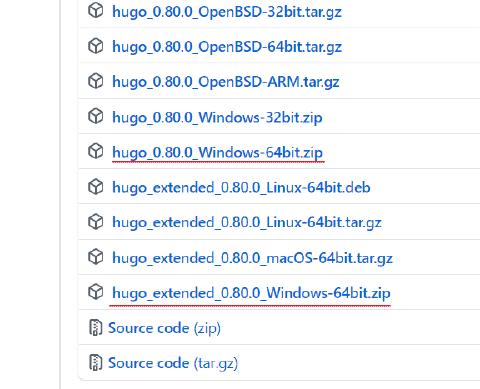 hugo_0.80.0_OpenBSD-32bit.tar.gz
hugo_0.80.0_OpenBSD-64bit.tar.gz
hugo_0.80.0_OpenBSD-ARM.tar.gz
hugo_0.80.0_Windows-32bit.zip
hugo_0.80.0_Windows-64bit.zip
hugo_extended_0.80.0_Linux-64bit.deb
hugo_extended_0.80.0_Linux-64bit.tar.gz
hugo_extended_0.80.0_macOS-64bit.tar.gz
hugo_extended_0.80.0_Windows-64bit.zip
Source code (zip)
Source code (tar.gz)